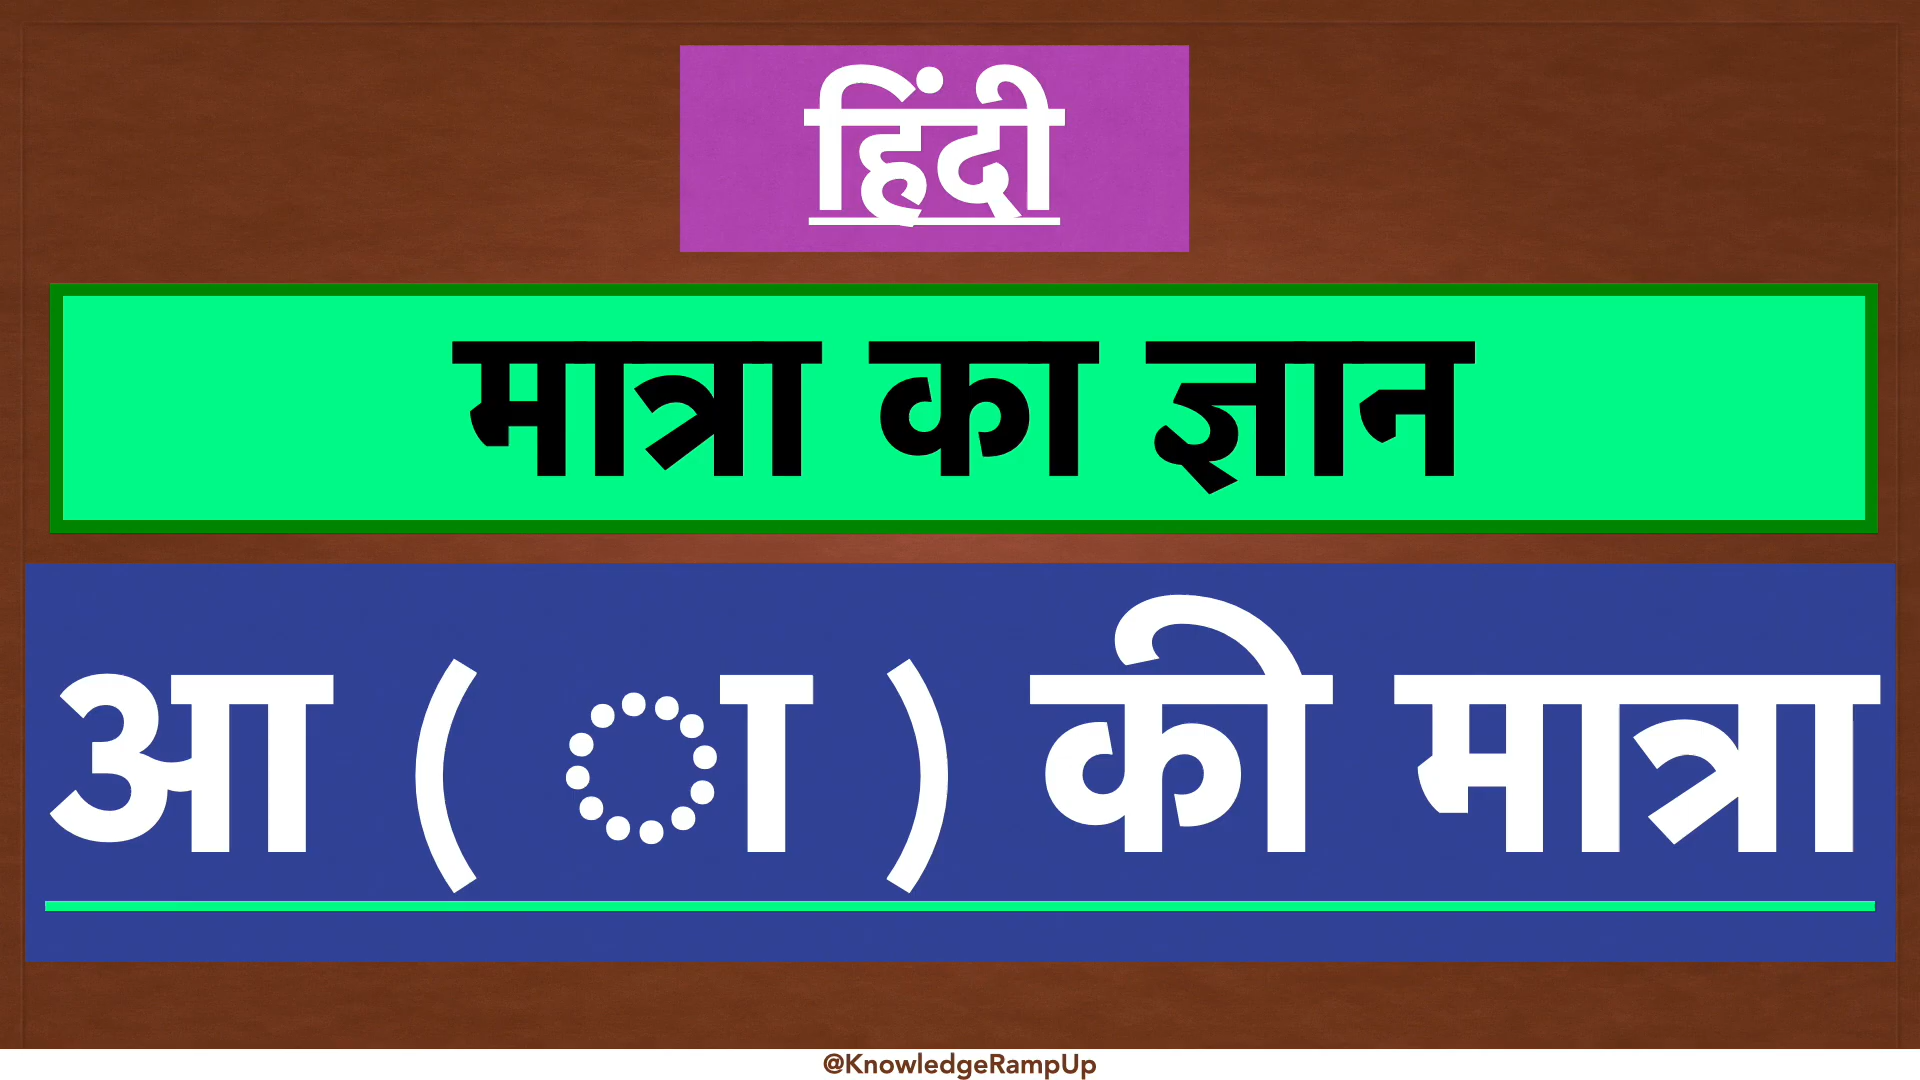 हिंदी
मात्रा का ज्ञान
आ ( ा ) की मात्रा
@KnowledgeRampUp